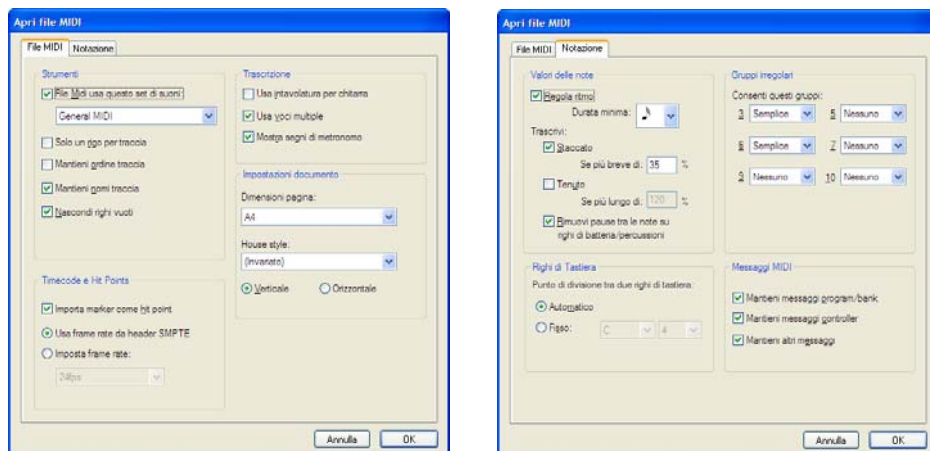 Apri file MIDI
File MIDI Notazione
Strumenti
File Midi usa questo set di suoni:
General MIDI
Solo un rigo per traccia
Mantieni ordine traccia
Mantieni nomi traccia
Nascondi righi vuoti
Timecode e Hit Points
Importa marker come hit point
Usa frame rate da header SMPTE
Imposta frame rate:
24fps
Trascrizione
Usa intavolatura per chitarra
Usa voci multiple
Mostra segni di metronomo
Impostazioni documento
Dimensioni pagina:
A4
House style:
(Invariato)
Verticale Orizzontale
Annulla OK
Apri file MIDI
File MIDI Notazione
Valori delle note
Regola ritmo
Durata minima:
Trascrivi:
Staccato
Se più breve di: 35 %
Tenuto
Se più lungo di: 120 %
Rimuovi pause tra le note su
righi di batteria/percussioni
Righi di Tastiera
Punto di divisione tra due righi di tastiera:
Automatico
Fisso: C 4
Gruppi irregolari
Consenti questi gruppi:
3 Semplice 5 Nessuno
6 Semplice 7 Nessuno
9 Nessuno 10 Nessuno
Messaggi MIDI
Mantieni messaggi program/bank
Mantieni messaggi controller
Mantieni altri messaggi
Annulla OK